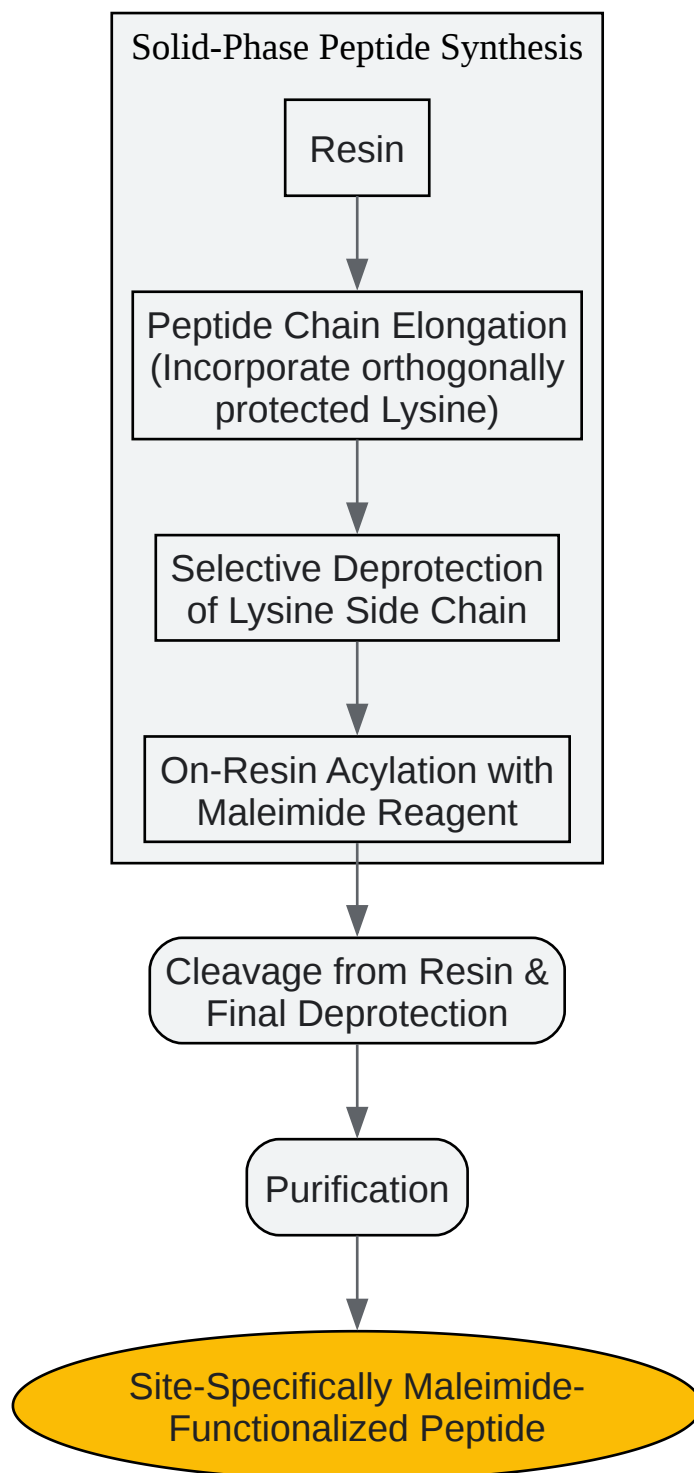 Solid-Phase Peptide Synthesis
Resin
Peptide Chain Elongation
(Incorporate orthogonally
protected Lysine)
Selective Deprotection
of Lysine Side Chain
On-Resin Acylation with
Maleimide Reagent
Cleavage from Resin &
Final Deprotection
Purification
Site-Specifically Maleimide-
Functionalized Peptide